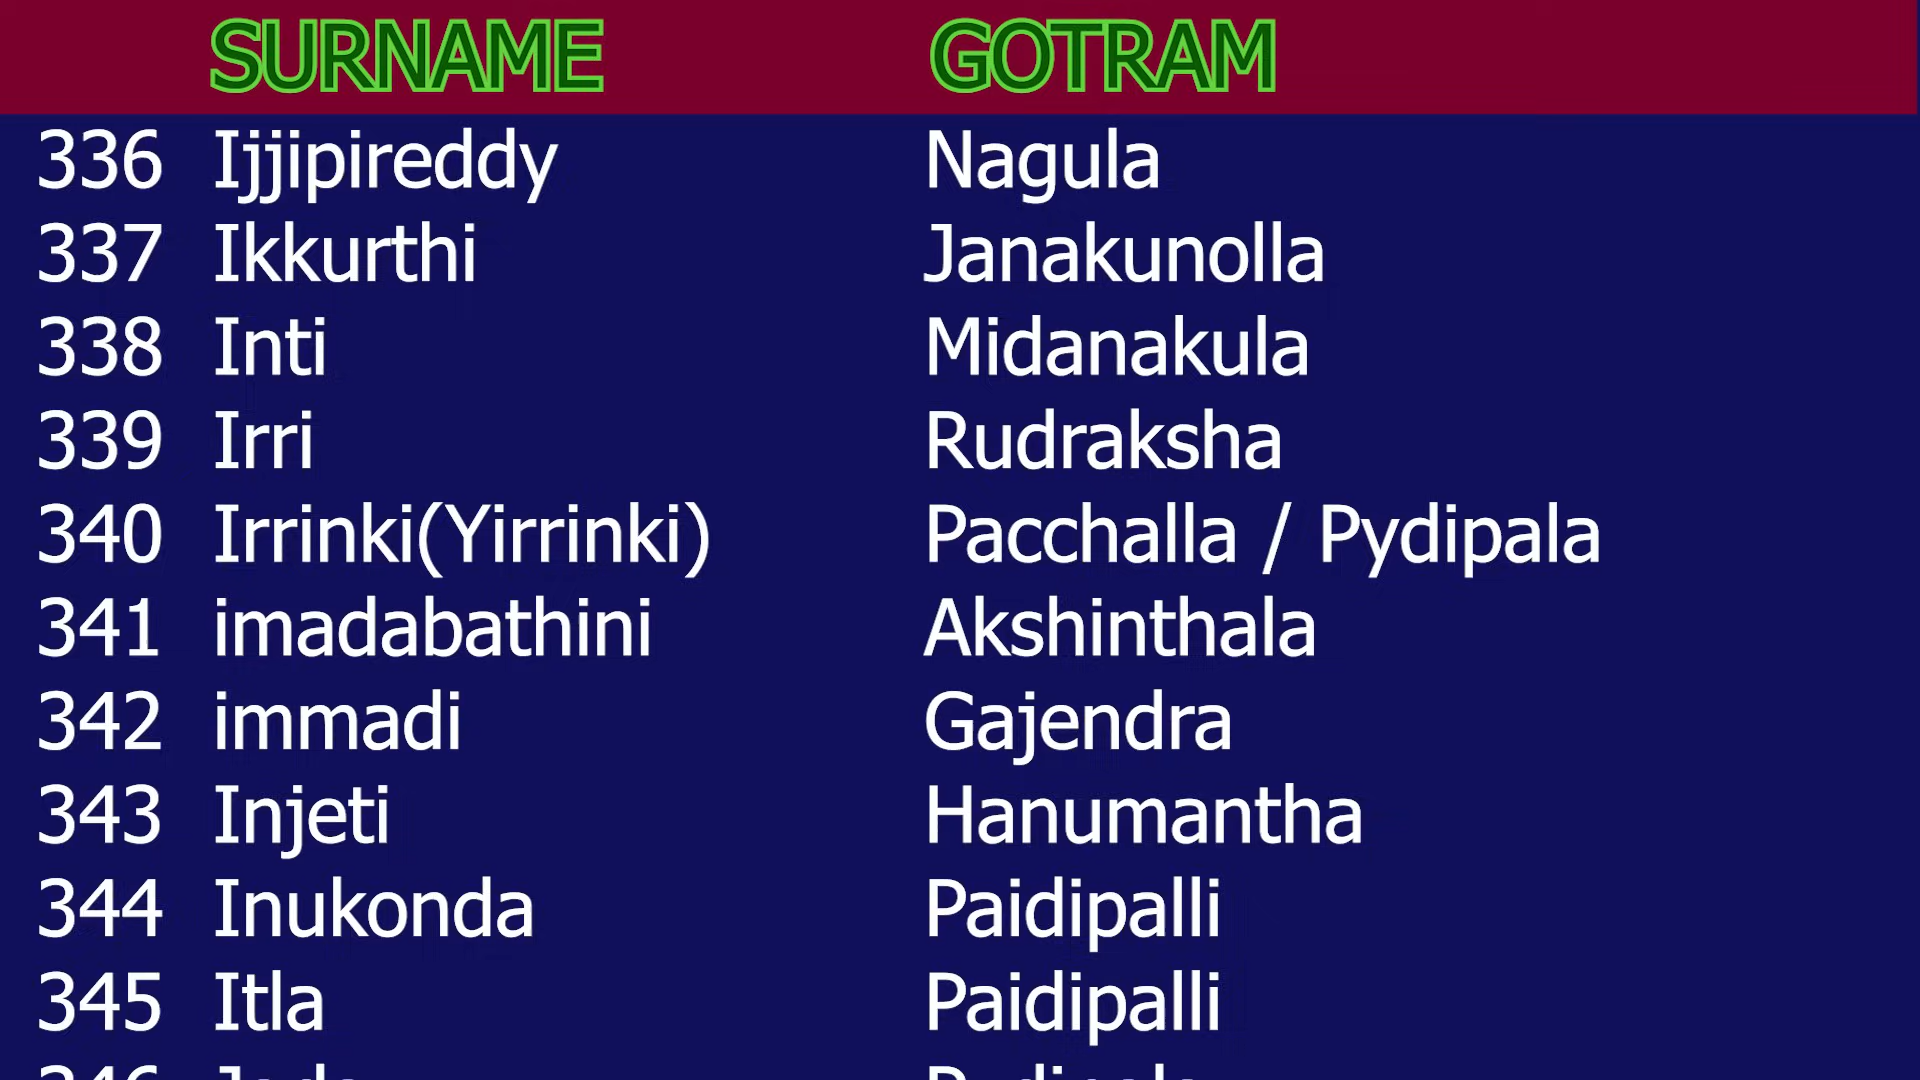 SURNAME GOTRAM
336 Ijjipireddy Nagula
337 Ikkurthi Janakunolla
338 Inti Midanakula
339 Irri Rudraksha
340 Irrinki(Yirrinki) Pacchalla / Pydipala
341 imadabathini Akshinthala
342 immadi Gajendra
343 Injeti Hanumantha
344 Inukonda Paidipalli
345 Itla Paidipalli
346